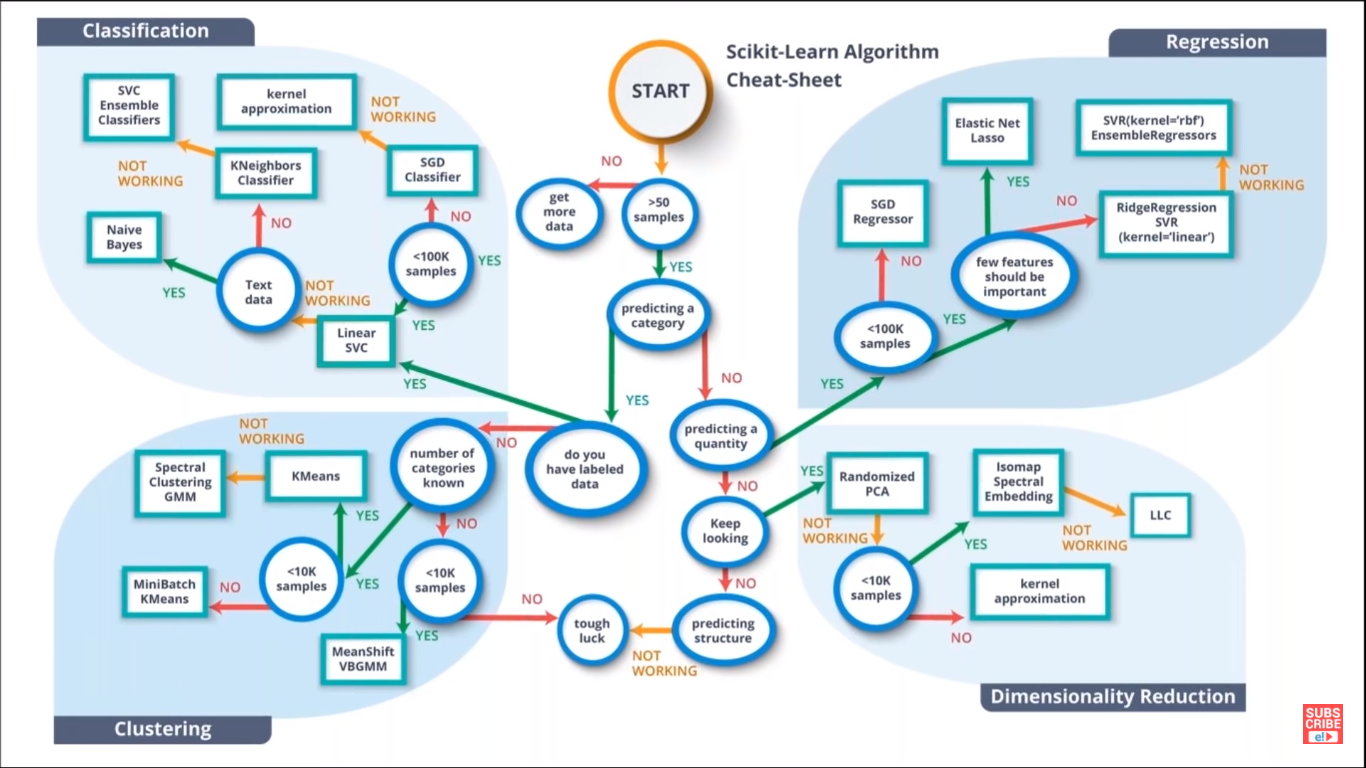 Classification
Scikit-Learn Algorithm
Cheat-Sheet
Regression
START
SVC
Ensemble
Classifiers
kernel
approximation
NOT
WORKING
NOT
WORKING
KNeighbors
Classifier
SGD
Classifier
NO
NO
Naive
Bayes
YES
Text
data
NOT
WORKING
<100K
samples
YES
YES
Linear
SVC
YES
NO
get
more
data
>50
samples
YES
predicting a
category
YES
NO
do you
have labeled
data
NO
predicting a
quantity
YES
NO
Keep
looking
YES
NO
predicting
structure
NOT
WORKING
tough
luck
Elastic Net
Lasso
SVR(kernel='rbf')
EnsembleRegressors
YES
NO
NOT
WORKING
SGD
Regressor
RidgeRegression
SVR
(kernel='linear')
NO
few features
should be
important
YES
<100K
samples
NOT
WORKING
Spectral
Clustering
GMM
KMeans
number of
categories
known
YES
NO
<10K
samples
YES
<10K
samples
MiniBatch
KMeans
NO
NO
YES
MeanShift
VBGMM
Clustering
Randomized
PCA
Isomap
Spectral
Embedding
LLC
NOT
WORKING
NOT
WORKING
YES
<10K
samples
kernel
approximation
NO
Dimensionality Reduction
SUBS
CRIBE
e!